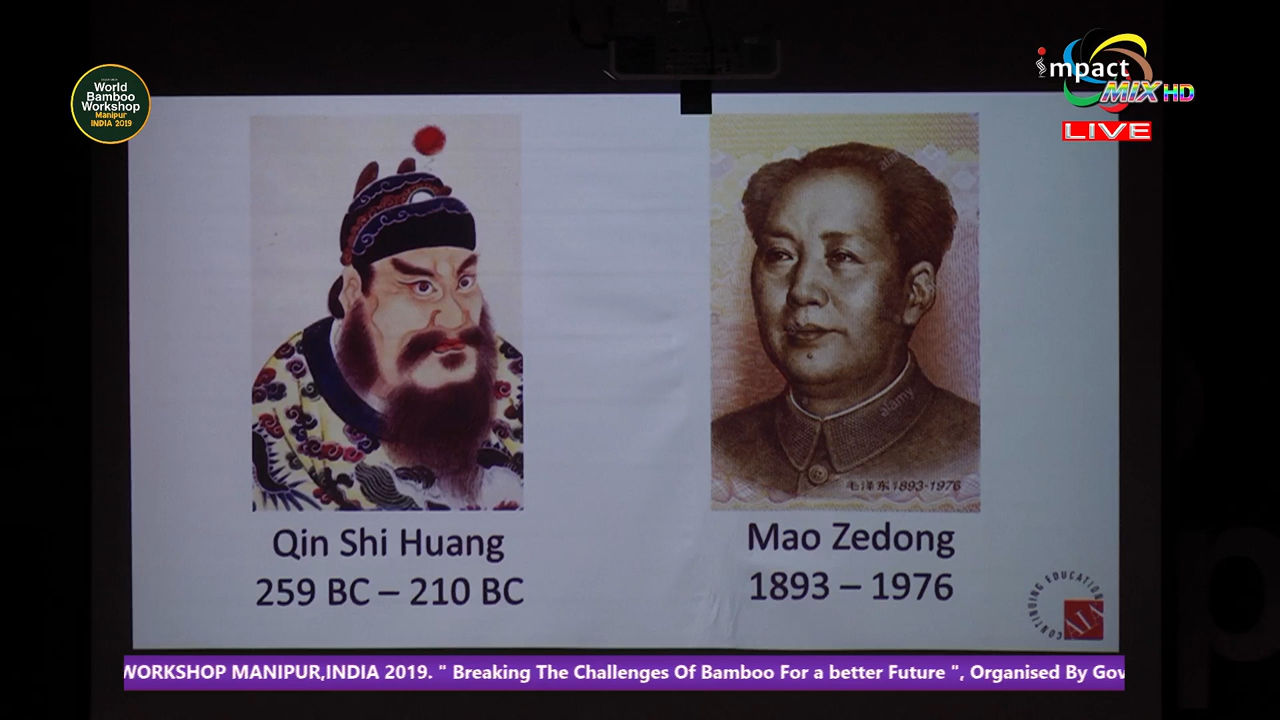 World
Bamboo
Workshop
Manipur
INDIA 2019
impact
MIX HD
LIVE
alamy
alamy
毛泽东 1893-1976
Qin Shi Huang
259 BC – 210 BC
Mao Zedong
1893 – 1976
CONTINUING EDUCATION
AIA
WORKSHOP MANIPUR,INDIA 2019. " Breaking The Challenges Of Bamboo For a better Future ", Organised By Gov